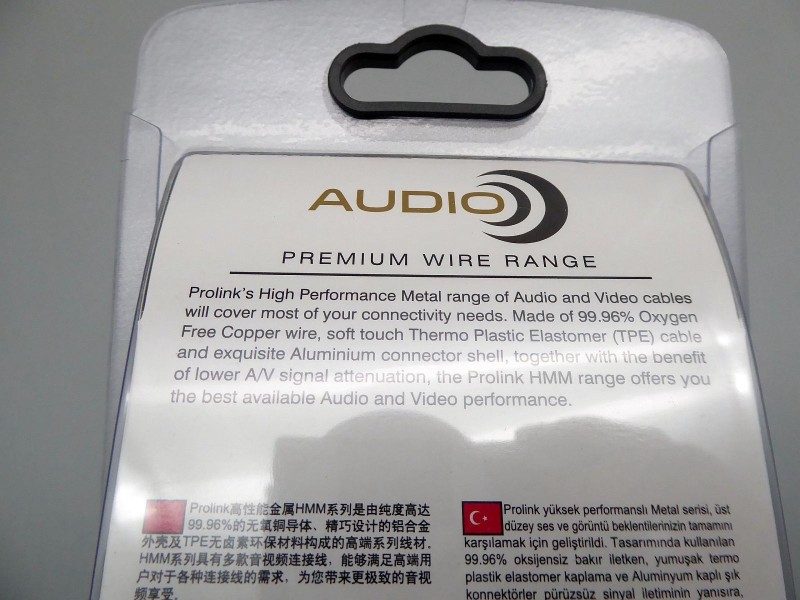 AUDIO
PREMIUM WIRE RANGE
Prolink's High Performance Metal range of Audio and Video cables
will cover most of your connectivity needs. Made of 99.96% Oxygen
Free Copper wire, soft touch Thermo Plastic Elastomer (TPE) cable
and exquisite Aluminium connector shell, together with the benefit
of lower A/V signal attenuation, the Prolink HMM range offers you
the best available Audio and Video performance.
Prolink高性能金属HMM系列是由纯度高达
99.96%的无氧铜导体、精巧设计的铝合金
外壳及TPE无卤素环保材料构成的高端系列线材.
HMM系列具有多款音视频连接线，能够满足高端用
户对于各种连接线的需求，为您带来更极致的音视
频享受。
Prolink yüksek performanslı Metal serisi, üst
düzey ses ve görüntü beklentilerinizin tamamını
karşılamak için geliştirildi. Tasarımında kullanılan
99.96% oksijensiz bakır iletken, yumuşak termo
plastik elastomer kaplama ve Aluminyum kaplı şık
konnektörler pürüzsüz sinyal iletiminin yanısıra,